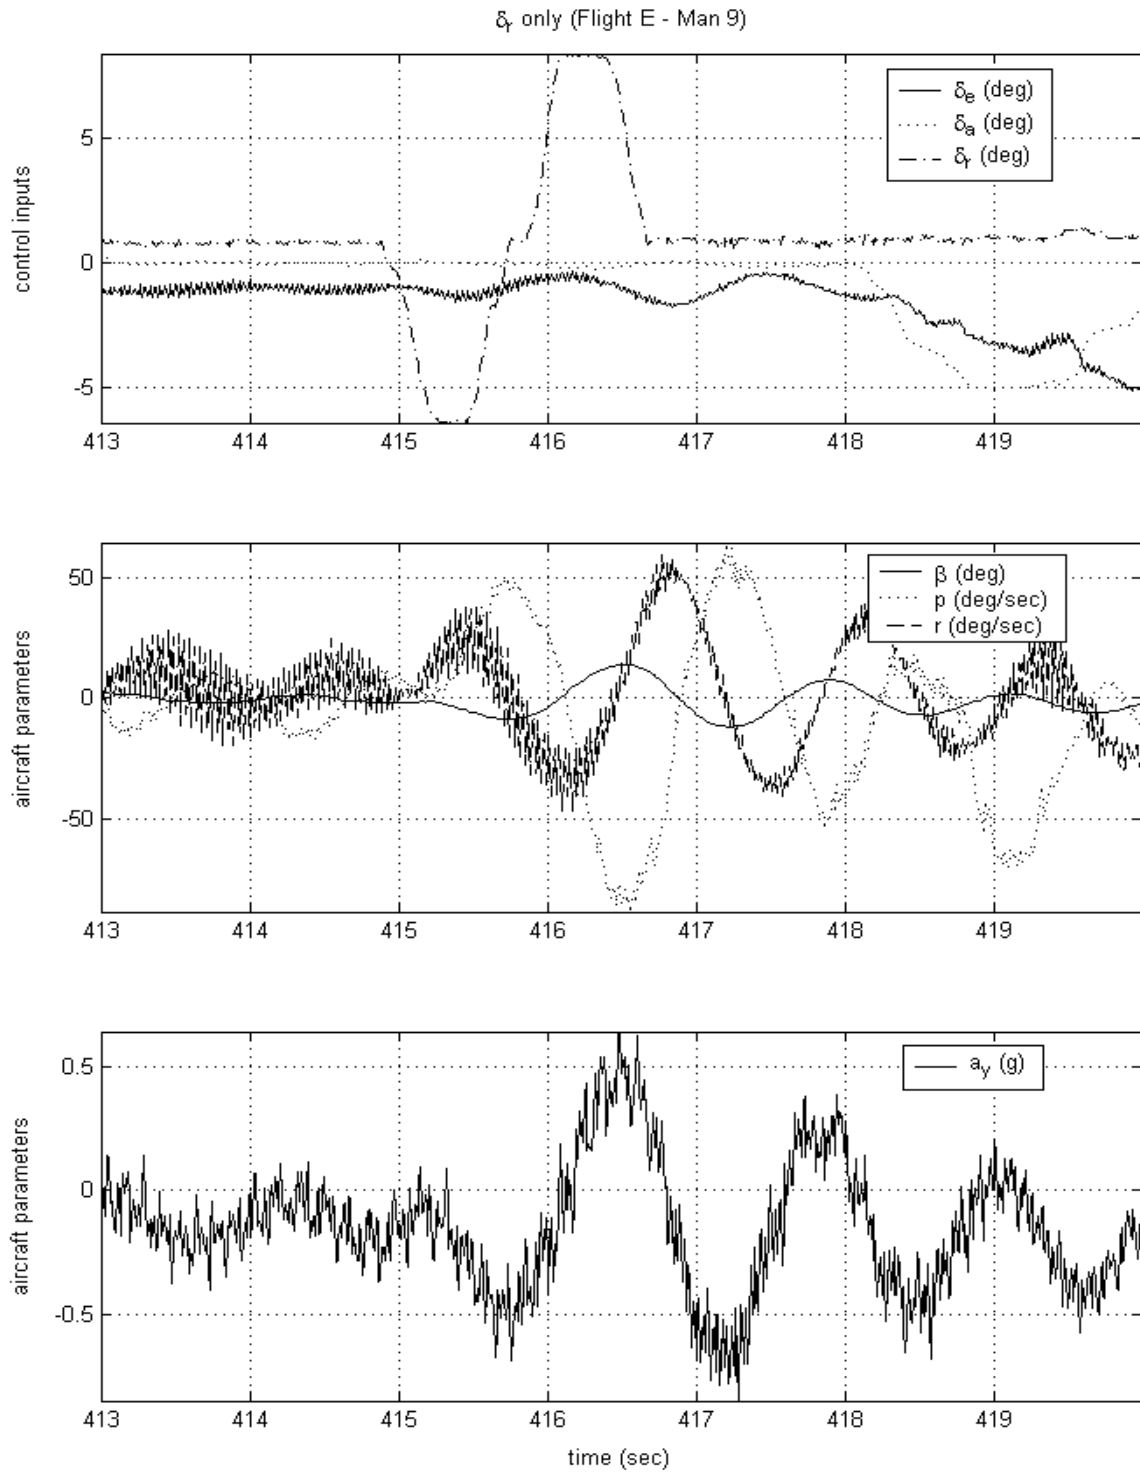 δr only (Flight E - Man 9)
control inputs
5
0
-5
δe (deg)
δa (deg)
δr (deg)
413 414 415 416 417 418 419
aircraft parameters
50
0
-50
β (deg)
p (deg/sec)
r (deg/sec)
413 414 415 416 417 418 419
aircraft parameters
0.5
0
-0.5
ay (g)
413 414 415 416 417 418 419
time (sec)